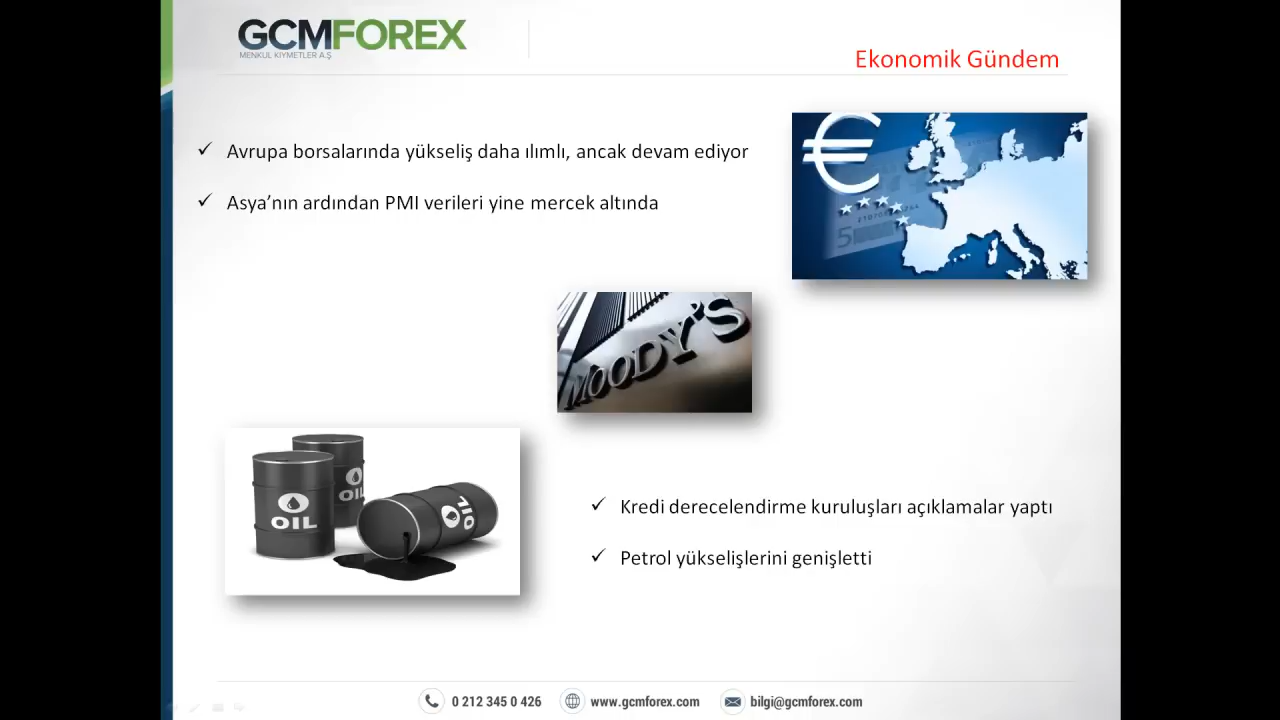 GCMFOREX
MENKUL KIYMETLER A.Ş.
Ekonomik Gündem
✓ Avrupa borsalarında yükseliş daha ılımlı, ancak devam ediyor
✓ Asya’nın ardından PMI verileri yine mercek altında
MOODY'S
OIL
OIL
OIL
✓ Kredi derecelendirme kuruluşları açıklamalar yaptı
✓ Petrol yükselişlerini genişletti
0 212 345 0 426
www.gcmforex.com
bilgi@gcmforex.com